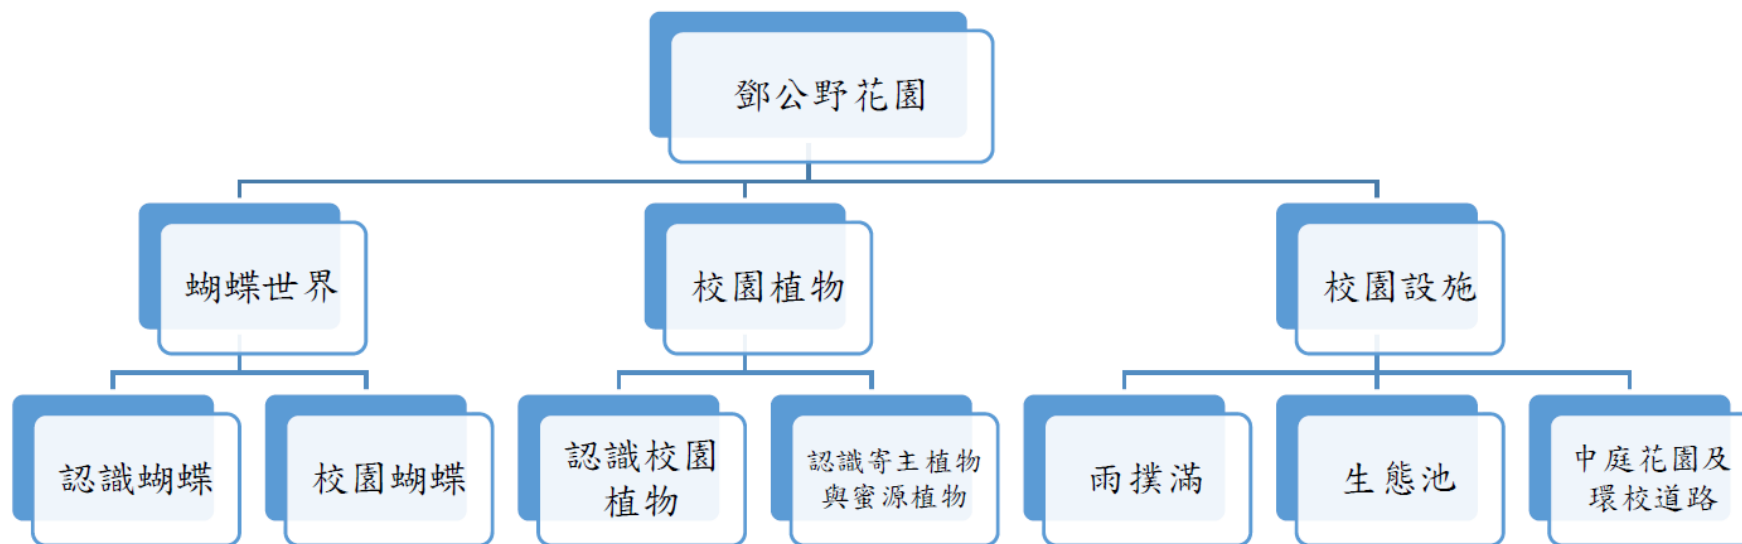 鄧公野花園
蝴蝶世界
校園植物
校園設施
認識蝴蝶
校園蝴蝶
認識校園
植物
認識寄主植物
與蜜源植物
雨撲滿
生態池
中庭花園及
環校道路